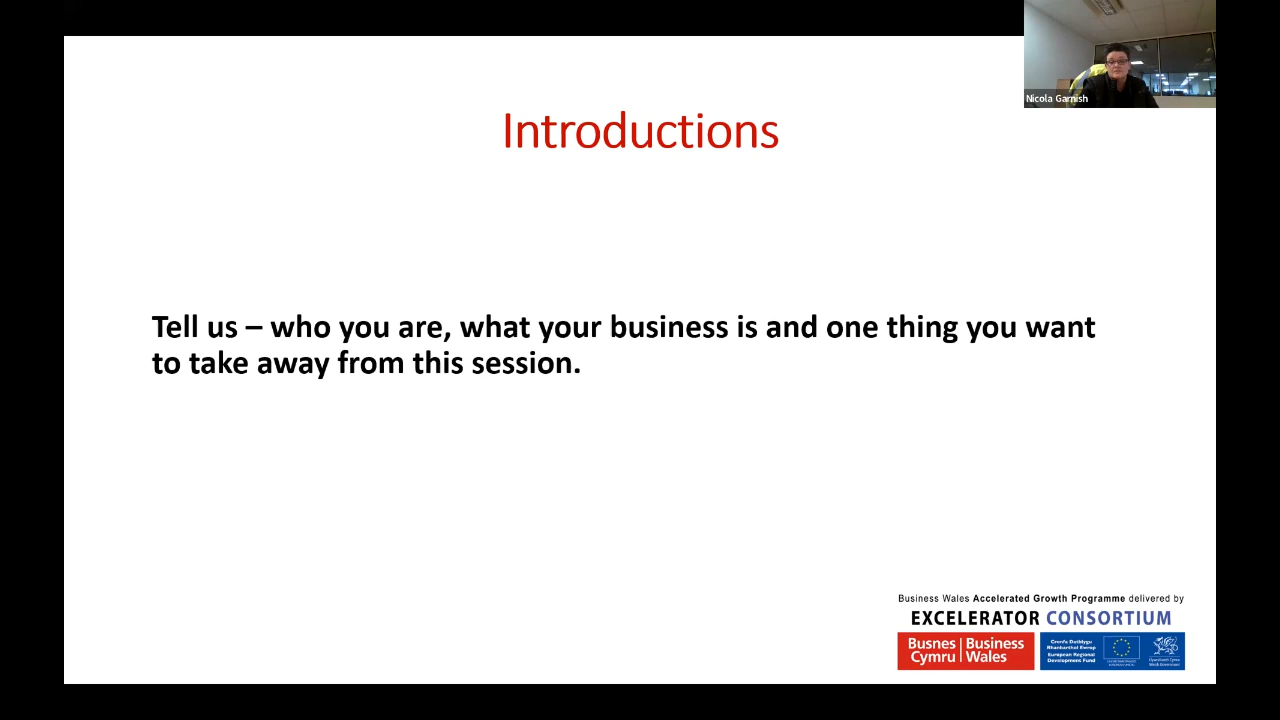 Nicola Garnish
Introductions
Tell us – who you are, what your business is and one thing you want
to take away from this session.
Business Wales Accelerated Growth Programme delivered by
EXCELERATOR CONSORTIUM
Busnes
Cymru
Business
Wales
Cronfa Datblygu
Rhanbarthol Ewrop
European Regional
Development Fund
Llywodraeth Cymru
Welsh Government